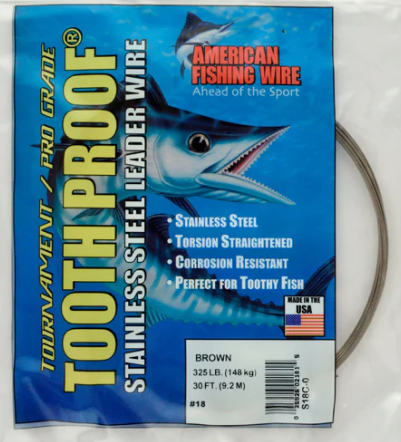 AMERICAN
FISHING WIRE
Ahead of the Sport
TOURNAMENT / PRO GRADE
TOOTH PROOF®
STAINLESS STEEL LEADER WIRE
• STAINLESS STEEL
• TORSION STRAIGHTENED
• CORROSION RESISTANT
• PERFECT FOR TOOTHY FISH
MADE IN THE
USA
BROWN
325 LB. (148 kg)
30 FT. (9.2 M)
#18
S18C-0